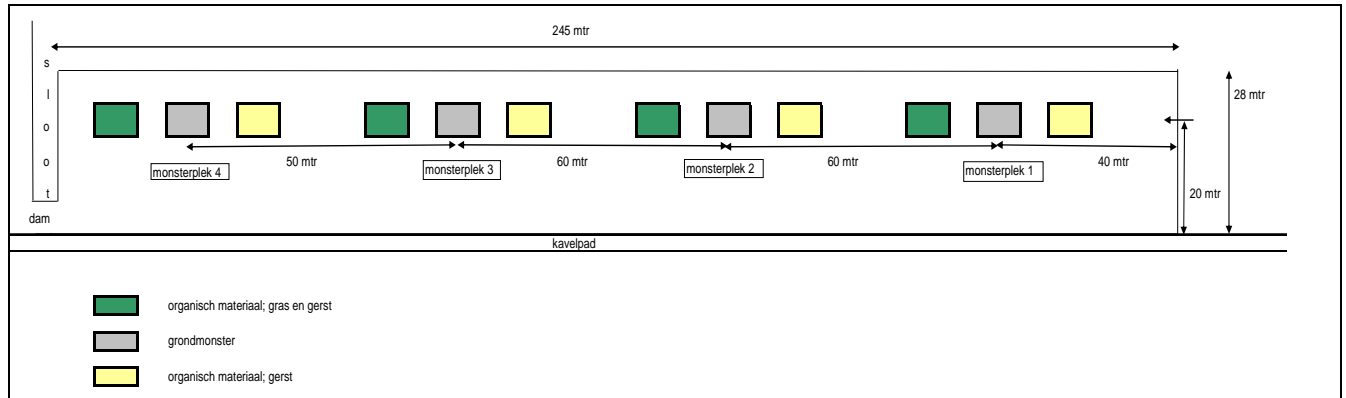 245 mtr
s
l
o
o
t
28 mtr
50 mtr
60 mtr
60 mtr
40 mtr
monsterplek 4
monsterplek 3
monsterplek 2
monsterplek 1
20 mtr
dam
kavelpad
organisch materiaal; gras en gerst
grondmonster
organisch materiaal; gerst